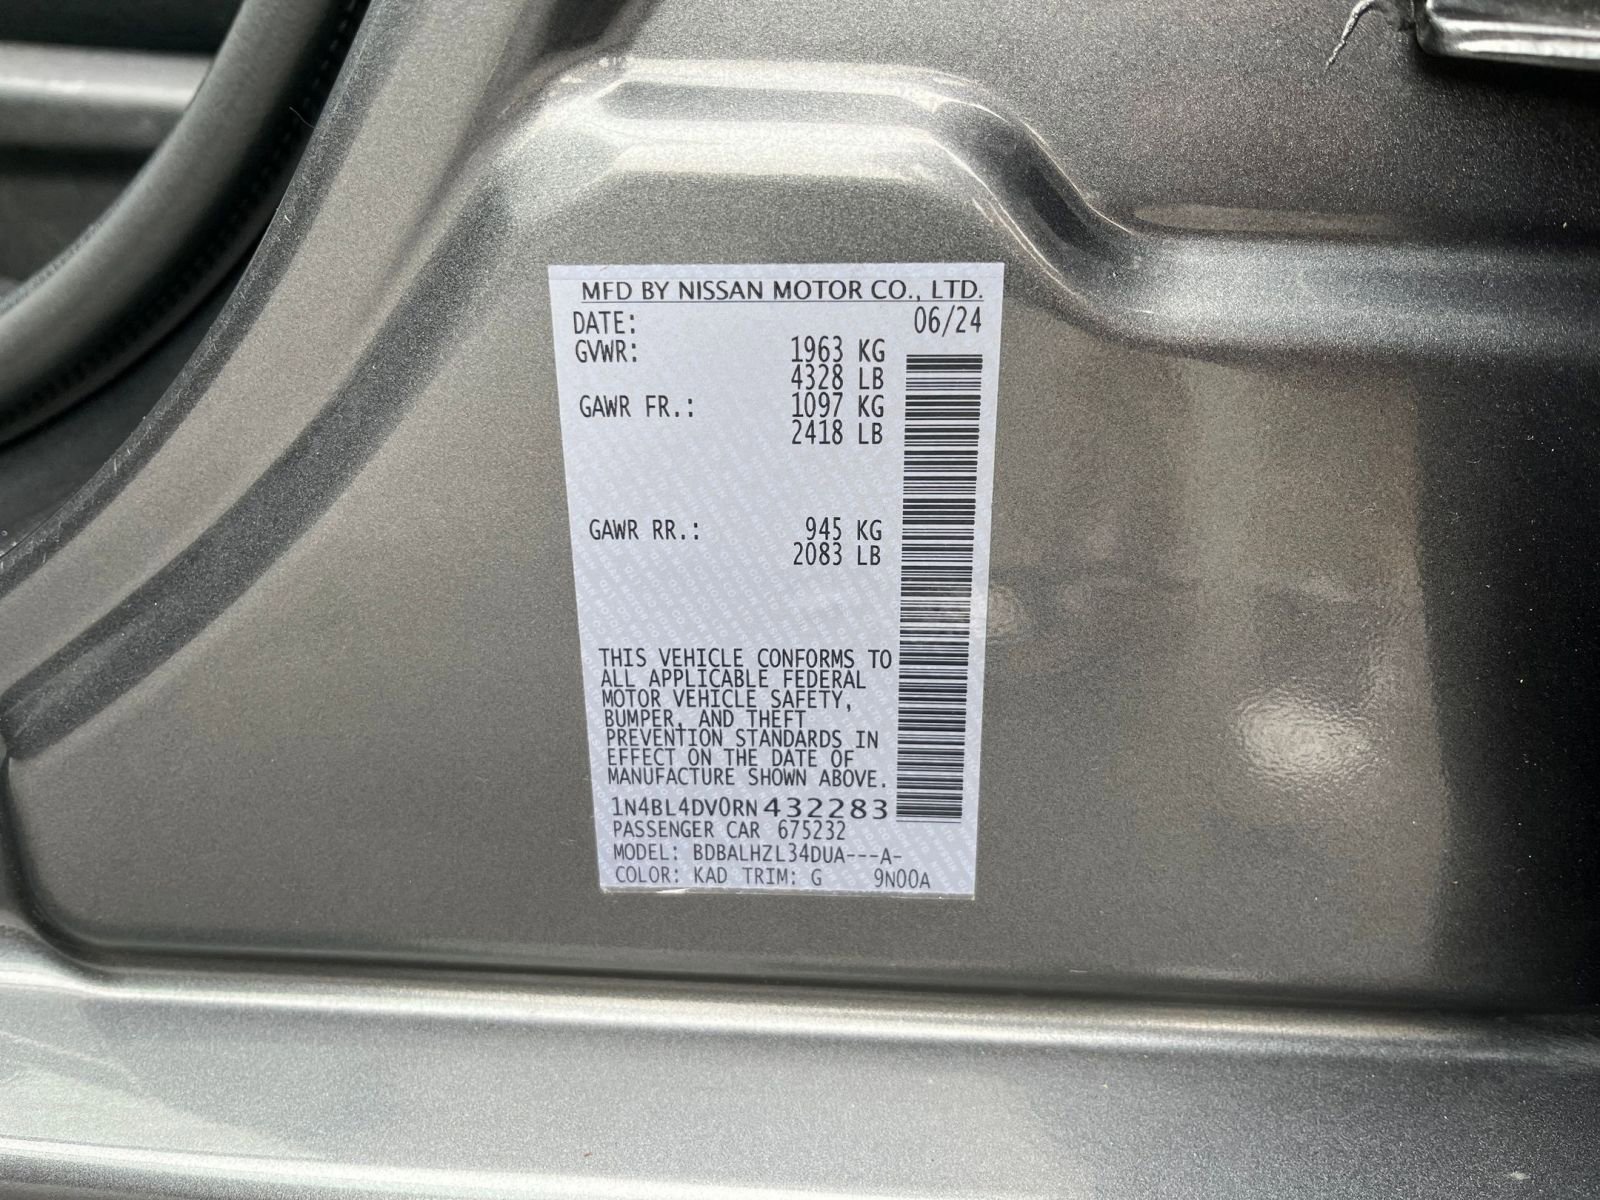 MFD BY NISSAN MOTOR CO., LTD.
DATE: 06/24
GVWR: 1963 KG
4328 LB
GAWR FR.: 1097 KG
2418 LB
GAWR RR.: 945 KG
2083 LB
THIS VEHICLE CONFORMS TO
ALL APPLICABLE FEDERAL
MOTOR VEHICLE SAFETY,
BUMPER, AND THEFT
PREVENTION STANDARDS IN
EFFECT ON THE DATE OF
MANUFACTURE SHOWN ABOVE.
1N4BL4DV0RN432283
PASSENGER CAR 675232
MODEL: BDBALHZL34DUA---A-
COLOR: KAD TRIM: G 9N00A